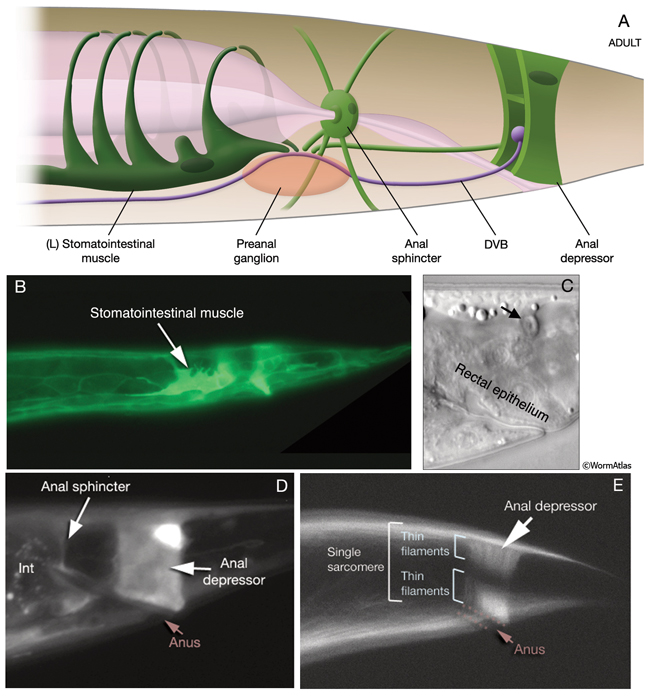 A
ADULT
(L) Stomatointestinal
muscle
Preanal
ganglion
Anal
sphincter
DVB
Anal
depressor
B
Stomatointestinal muscle
C
Rectal epithelium
©WormAtlas
D
Anal sphincter
Int
Anal
depressor
Anus
E
Anal depressor
Thin
filaments
Single
sarcomere
Thin
filaments
Anus